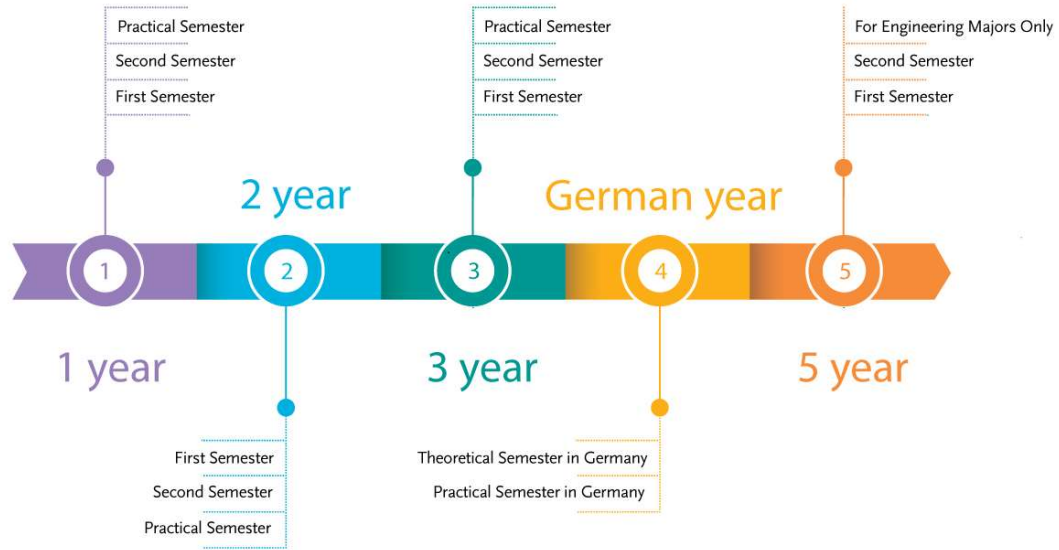 Practical Semester
Second Semester
First Semester
Practical Semester
Second Semester
First Semester
For Engineering Majors Only
Second Semester
First Semester
2 year
German year
1
2
3
4
5
1 year
3 year
5 year
First Semester
Second Semester
Practical Semester
Theoretical Semester in Germany
Practical Semester in Germany